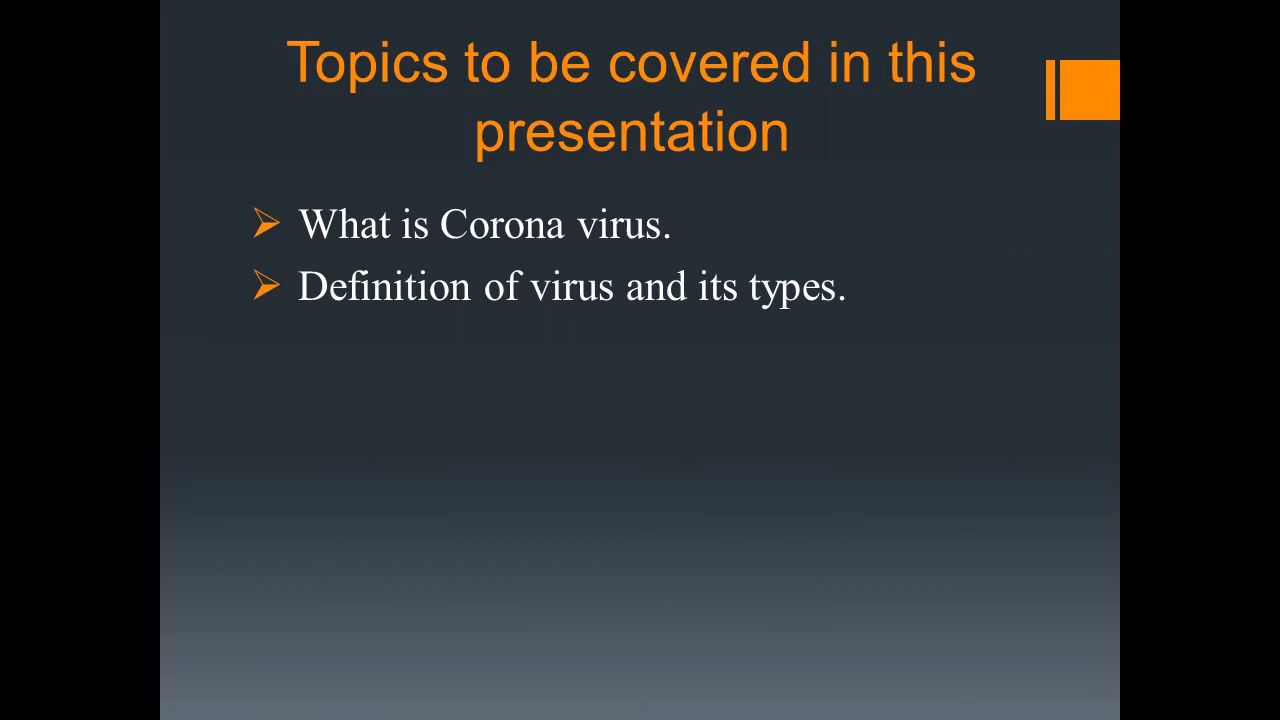 Topics to be covered in this
presentation
What is Corona virus.
Definition of virus and its types.